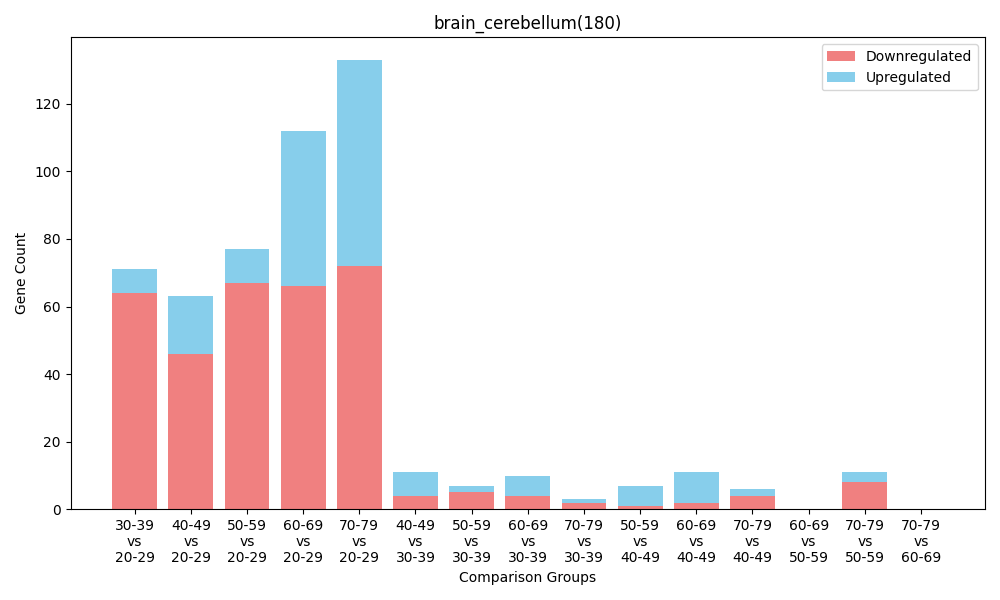 brain_cerebellum(180)
Downregulated
Upregulated
Gene Count
120
100
80
60
40
20
0
30-39 40-49 50-59 60-69 70-79 40-49 50-59 60-69 70-79 50-59 60-69 70-79 60-69 70-79 70-79
vs vs vs vs vs vs vs vs vs vs vs vs vs vs vs
20-29 20-29 20-29 20-29 20-29 30-39 30-39 30-39 30-39 40-49 40-49 40-49 50-59 50-59 60-69
Comparison Groups